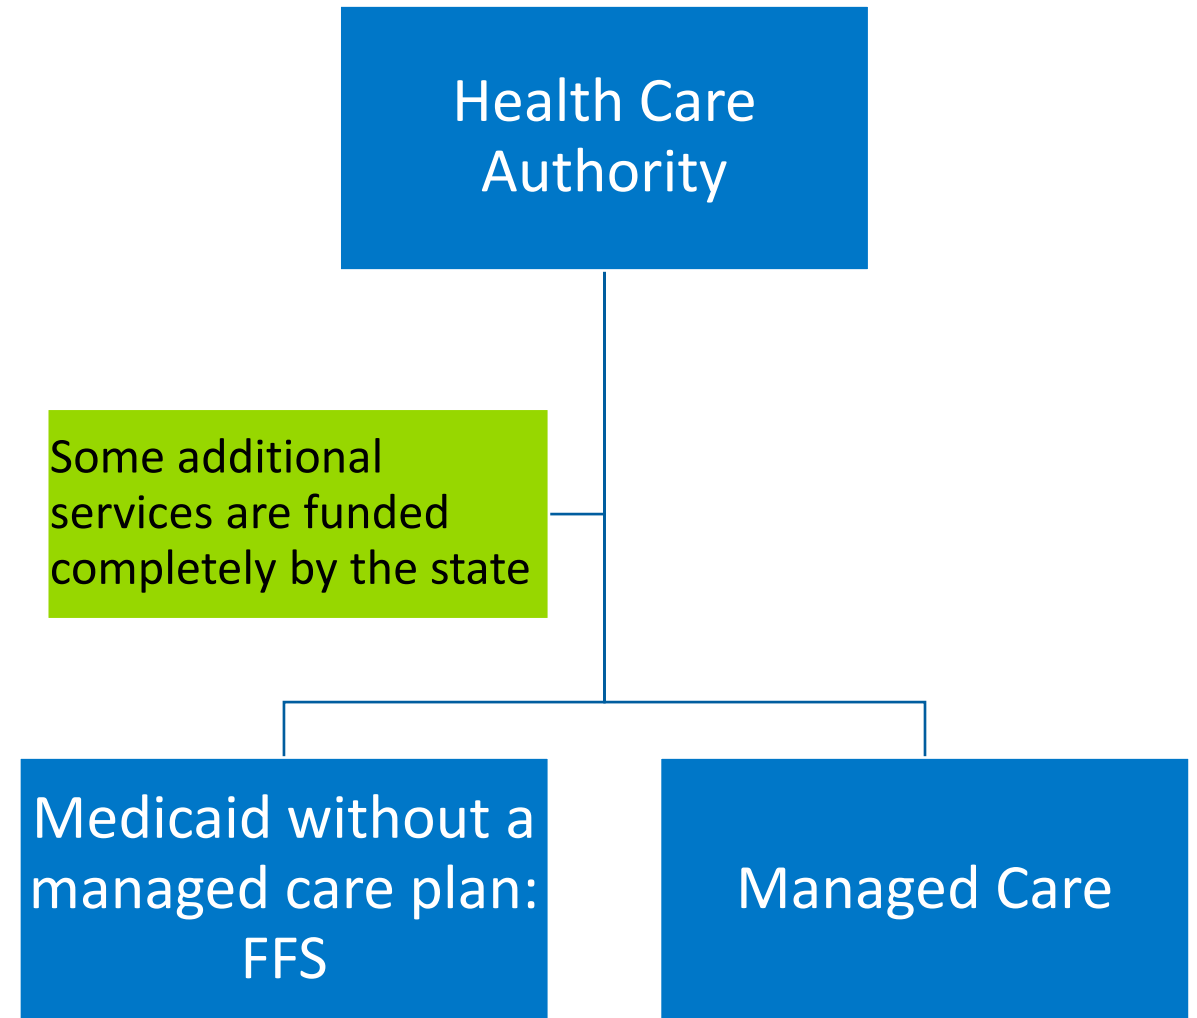 Health Care
Authority
Some additional
services are funded
completely by the state
Medicaid without a
managed care plan:
FFS
Managed Care